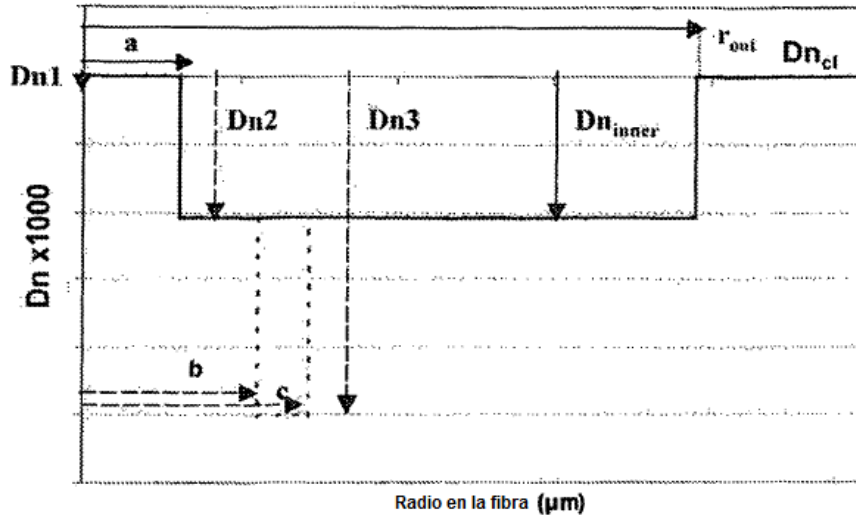 a
r_out
Dn_cl
Dn1
Dn2
Dn3
Dn_inner
Dn x1000
b
c
Radio en la fibra (µm)